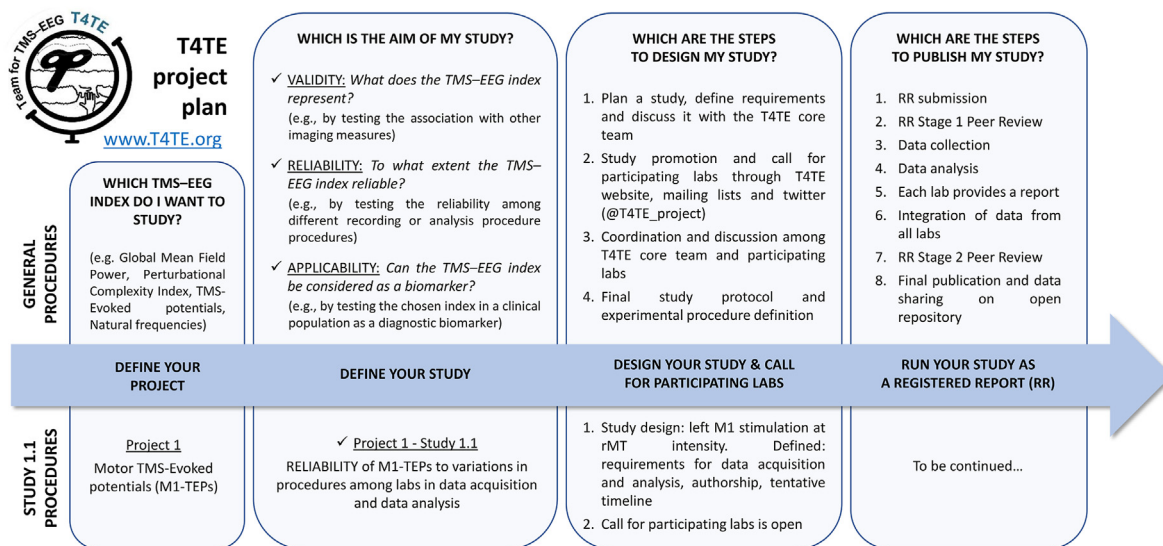 Team for TMS–EEG T4TE
T4TE
project
plan
www.T4TE.org
WHICH TMS–EEG
INDEX DO I WANT TO
STUDY?
(e.g. Global Mean Field
Power, Perturbational
Complexity Index, TMS-
Evoked potentials,
Natural frequencies)
WHICH IS THE AIM OF MY STUDY?
✓ VALIDITY: What does the TMS–EEG index
represent?
(e.g., by testing the association with other
imaging measures)
✓ RELIABILITY: To what extent the TMS–
EEG index reliable?
(e.g., by testing the reliability among
different recording or analysis procedure
procedures)
✓ APPLICABILITY: Can the TMS–EEG index
be considered as a biomarker?
(e.g., by testing the chosen index in a clinical
population as a diagnostic biomarker)
WHICH ARE THE STEPS
TO DESIGN MY STUDY?
1. Plan a study, define requirements
and discuss it with the T4TE core
team
2. Study promotion and call for
participating labs through T4TE
website, mailing lists and twitter
(@T4TE_project)
3. Coordination and discussion among
T4TE core team and participating
labs
4. Final study protocol and
experimental procedure definition
WHICH ARE THE STEPS
TO PUBLISH MY STUDY?
1. RR submission
2. RR Stage 1 Peer Review
3. Data collection
4. Data analysis
5. Each lab provides a report
6. Integration of data from
all labs
7. RR Stage 2 Peer Review
8. Final publication and data
sharing on open
repository
GENERAL
PROCEDURES
DEFINE YOUR
PROJECT
DEFINE YOUR STUDY
DESIGN YOUR STUDY & CALL
FOR PARTICIPATING LABS
RUN YOUR STUDY AS
A REGISTERED REPORT (RR)
STUDY 1.1
PROCEDURES
Project 1
Motor TMS-Evoked
potentials (M1-TEPs)
✓ Project 1 - Study 1.1
RELIABILITY of M1-TEPs to variations in
procedures among labs in data acquisition
and data analysis
1. Study design: left M1 stimulation at
rMT intensity. Defined:
requirements for data acquisition
and analysis, authorship, tentative
timeline
2. Call for participating labs is open
To be continued…